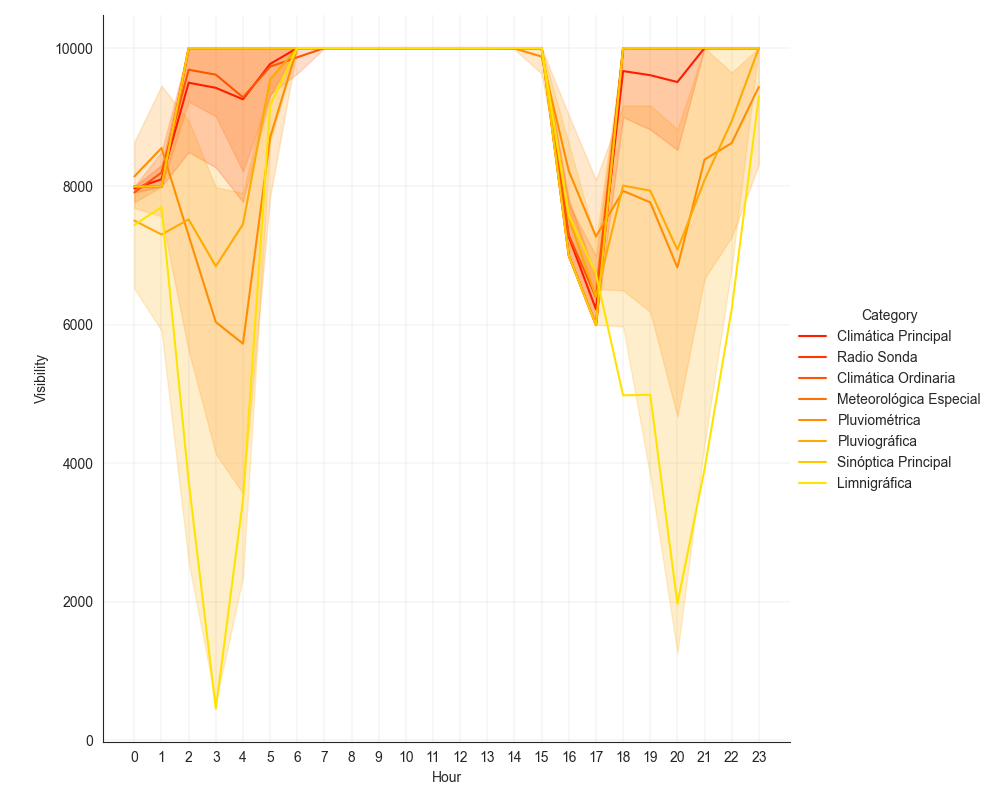 10000
8000
6000
4000
2000
0
Visibility
0 1 2 3 4 5 6 7 8 9 10 11 12 13 14 15 16 17 18 19 20 21 22 23
Hour
Category
Climática Principal
Radio Sonda
Climática Ordinaria
Meteorológica Especial
Pluviométrica
Pluviográfica
Sinóptica Principal
Limnigráfica